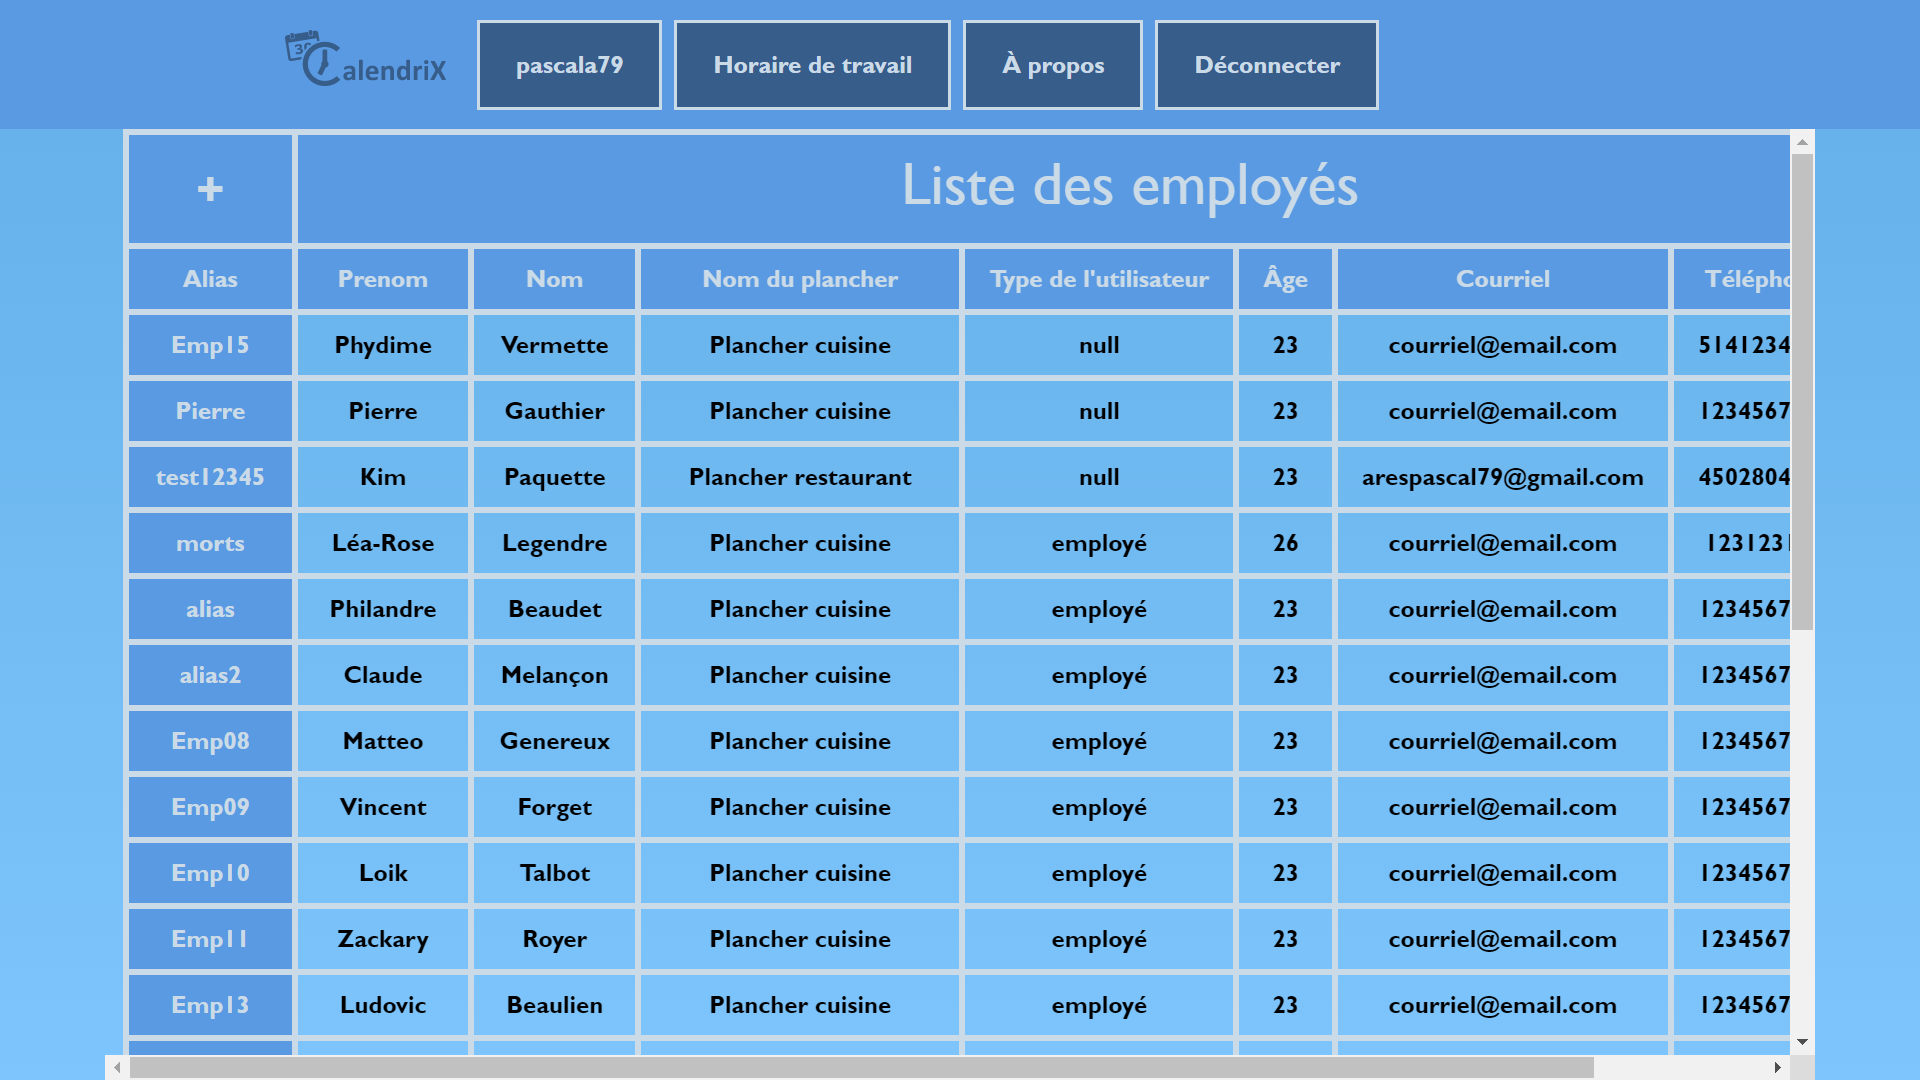 30 CalendriX pascala79 Horaire de travail À propos Déconnecter
+ Liste des employés
Alias Prenom Nom Nom du plancher Type de l'utilisateur Âge Courriel Télépho
Emp15 Phydime Vermette Plancher cuisine null 23 courriel@email.com 5141234
Pierre Pierre Gauthier Plancher cuisine null 23 courriel@email.com 1234567
test12345 Kim Paquette Plancher restaurant null 23 arespascal79@gmail.com 4502804
morts Léa-Rose Legendre Plancher cuisine employé 26 courriel@email.com 1231231
alias Philandre Beaudet Plancher cuisine employé 23 courriel@email.com 1234567
alias2 Claude Melançon Plancher cuisine employé 23 courriel@email.com 1234567
Emp08 Matteo Genereux Plancher cuisine employé 23 courriel@email.com 1234567
Emp09 Vincent Forget Plancher cuisine employé 23 courriel@email.com 1234567
Emp10 Loik Talbot Plancher cuisine employé 23 courriel@email.com 1234567
Emp11 Zackary Royer Plancher cuisine employé 23 courriel@email.com 1234567
Emp13 Ludovic Beaulien Plancher cuisine employé 23 courriel@email.com 1234567